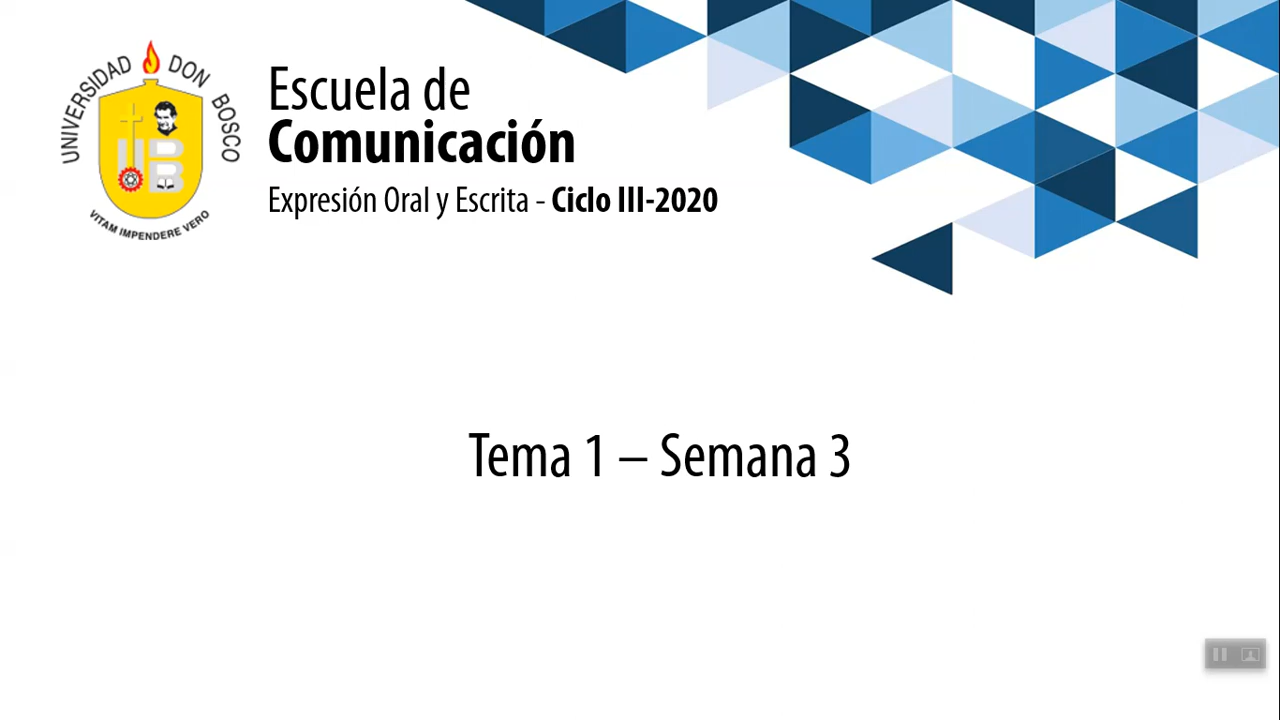 UNIVERSIDAD DON BOSCO
UB
VITAM IMPENDERE VERO
Escuela de
Comunicación
Expresión Oral y Escrita - Ciclo III-2020
Tema 1 – Semana 3